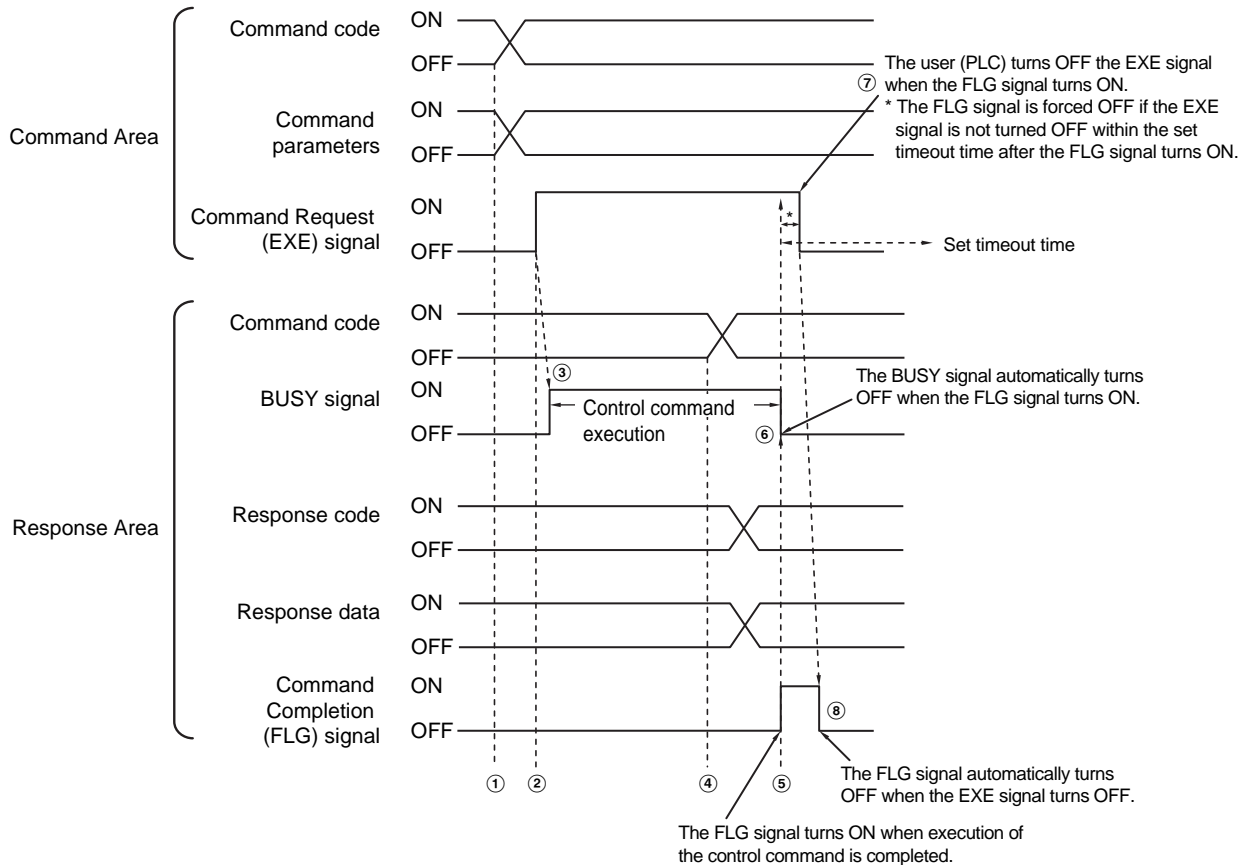 Command Area
Command code
ON
OFF
Command
parameters
ON
OFF
Command Request
(EXE) signal
ON
OFF
⑦
The user (PLC) turns OFF the EXE signal
when the FLG signal turns ON.
* The FLG signal is forced OFF if the EXE
signal is not turned OFF within the set
timeout time after the FLG signal turns ON.
*
Set timeout time
Response Area
Command code
ON
OFF
BUSY signal
ON
OFF
③
Control command
execution
⑥
The BUSY signal automatically turns
OFF when the FLG signal turns ON.
Response code
ON
OFF
Response data
ON
OFF
Command
Completion
(FLG) signal
ON
OFF
⑧
① ② ④ ⑤
The FLG signal automatically turns
OFF when the EXE signal turns OFF.
The FLG signal turns ON when execution of
the control command is completed.